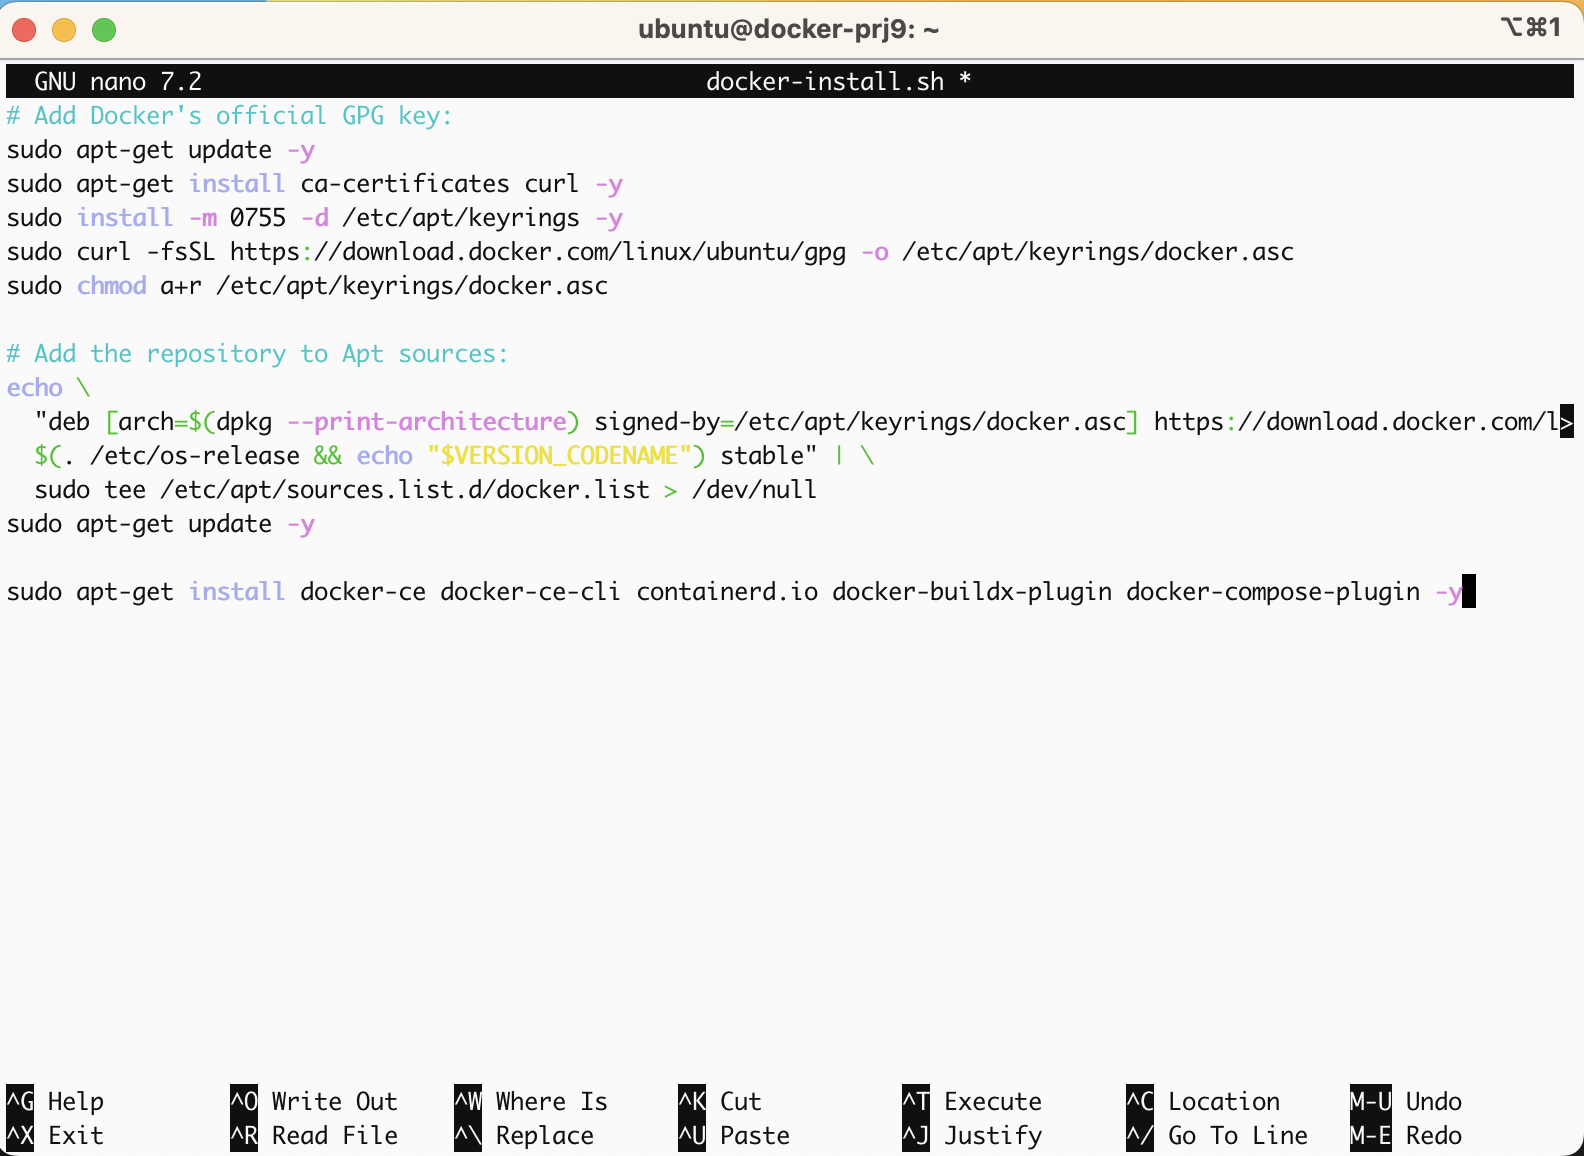 ubuntu@docker-prj9: ~
⌥⌘1
GNU nano 7.2 docker-install.sh *
# Add Docker's official GPG key:
sudo apt-get update -y
sudo apt-get install ca-certificates curl -y
sudo install -m 0755 -d /etc/apt/keyrings -y
sudo curl -fsSL https://download.docker.com/linux/ubuntu/gpg -o /etc/apt/keyrings/docker.asc
sudo chmod a+r /etc/apt/keyrings/docker.asc

# Add the repository to Apt sources:
echo \
  "deb [arch=$(dpkg --print-architecture) signed-by=/etc/apt/keyrings/docker.asc] https://download.docker.com/l>
  $(. /etc/os-release && echo "$VERSION_CODENAME") stable" | \
  sudo tee /etc/apt/sources.list.d/docker.list > /dev/null
sudo apt-get update -y

sudo apt-get install docker-ce docker-ce-cli containerd.io docker-buildx-plugin docker-compose-plugin -y
^G Help ^O Write Out ^W Where Is ^K Cut ^T Execute ^C Location M-U Undo
^X Exit ^R Read File ^\ Replace ^U Paste ^J Justify ^/ Go To Line M-E Redo